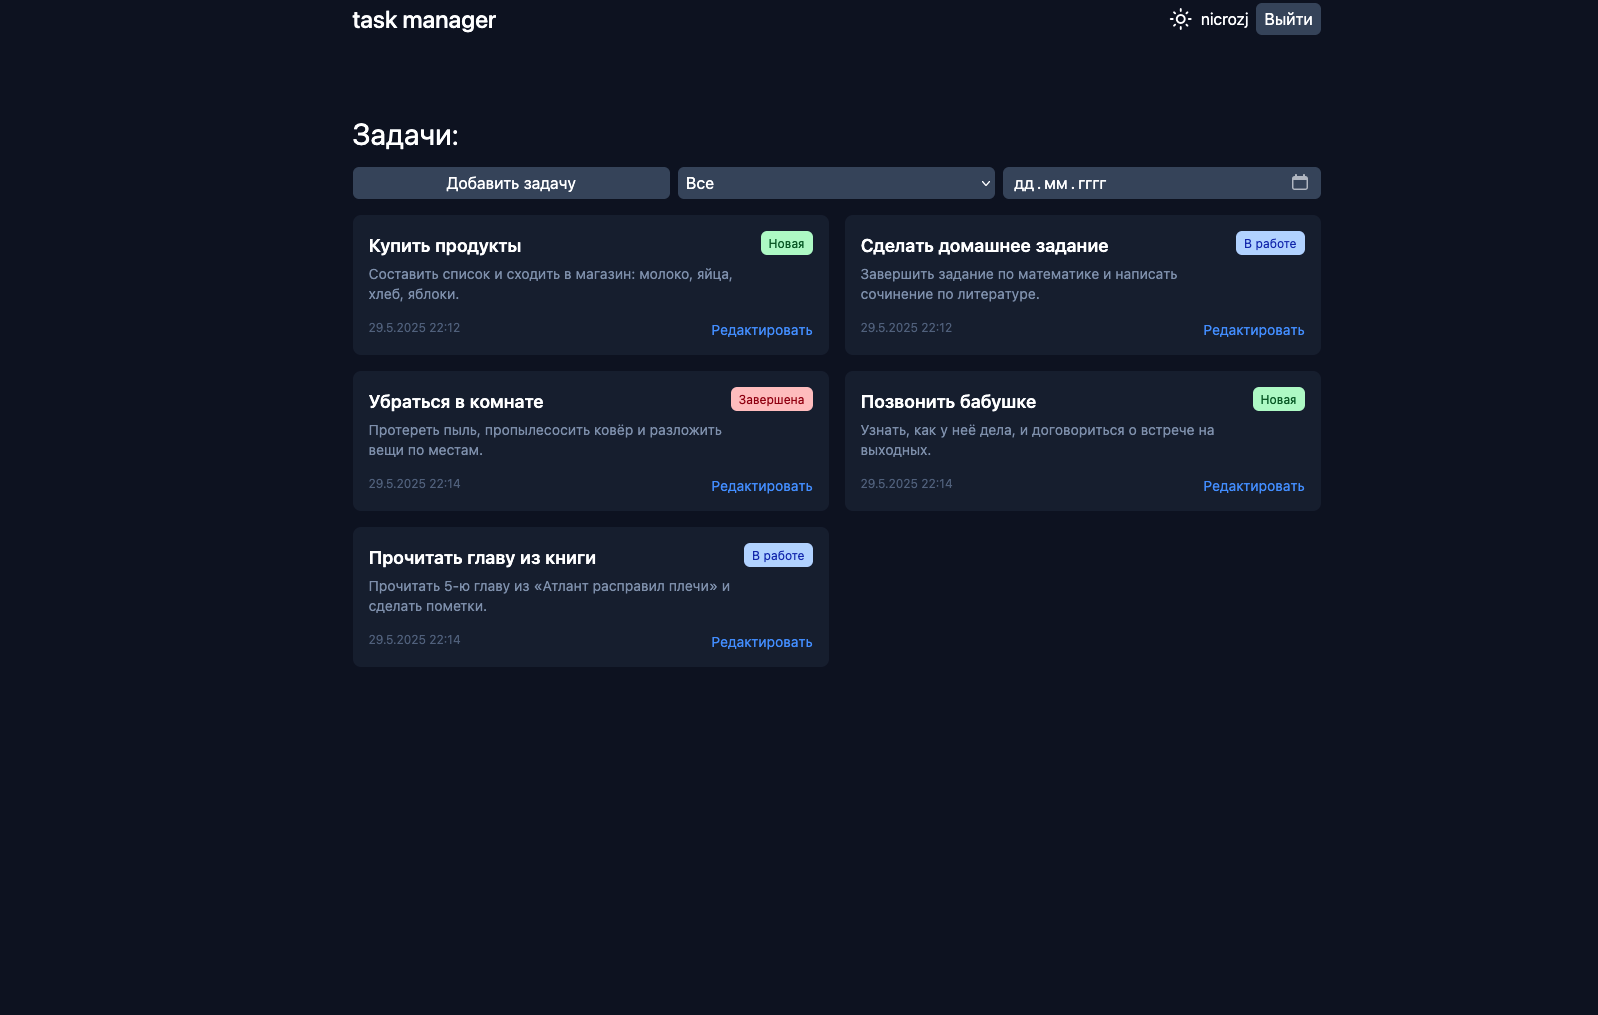 task manager
nicrozj
Выйти
Задачи:
Добавить задачу
Все
дд.мм.гггг
Купить продукты
Новая
Составить список и сходить в магазин: молоко, яйца,
хлеб, яблоки.
29.5.2025 22:12
Редактировать
Сделать домашнее задание
В работе
Завершить задание по математике и написать
сочинение по литературе.
29.5.2025 22:12
Редактировать
Убраться в комнате
Завершена
Протереть пыль, пропылесосить ковёр и разложить
вещи по местам.
29.5.2025 22:14
Редактировать
Позвонить бабушке
Новая
Узнать, как у неё дела, и договориться о встрече на
выходных.
29.5.2025 22:14
Редактировать
Прочитать главу из книги
В работе
Прочитать 5-ю главу из «Атлант расправил плечи» и
сделать пометки.
29.5.2025 22:14
Редактировать